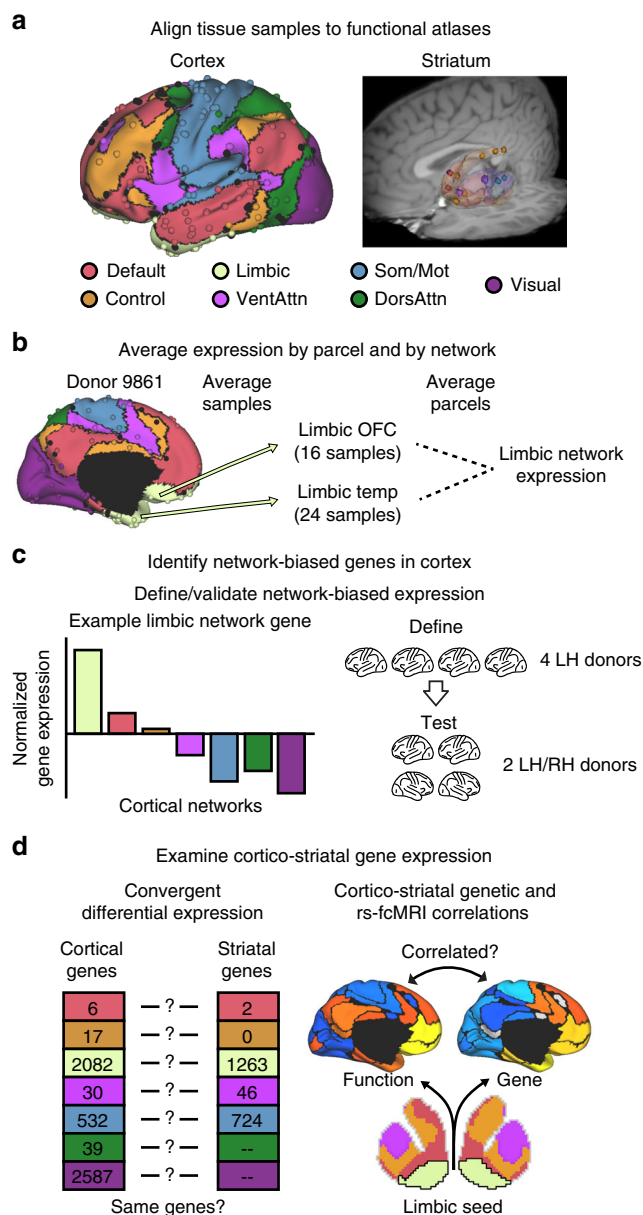 a
Align tissue samples to functional atlases
Cortex
Striatum
Default
Limbic
Som/Mot
Visual
Control
VentAttn
DorsAttn
b
Average expression by parcel and by network
Donor 9861
Average
samples
Average
parcels
Limbic OFC
(16 samples)
Limbic temp
(24 samples)
Limbic network
expression
c
Identify network-biased genes in cortex
Define/validate network-biased expression
Example limbic network gene
Normalized
gene expression
Cortical networks
Define
4 LH donors
Test
2 LH/RH donors
d
Examine cortico-striatal gene expression
Convergent
differential expression
Cortical
genes
Striatal
genes
6 — ? — 2
17 — ? — 0
2082 — ? — 1263
30 — ? — 46
532 — ? — 724
39 — ? — --
2587 — ? — --
Same genes?
Cortico-striatal genetic and
rs-fcMRI correlations
Correlated?
Function
Gene
Limbic seed